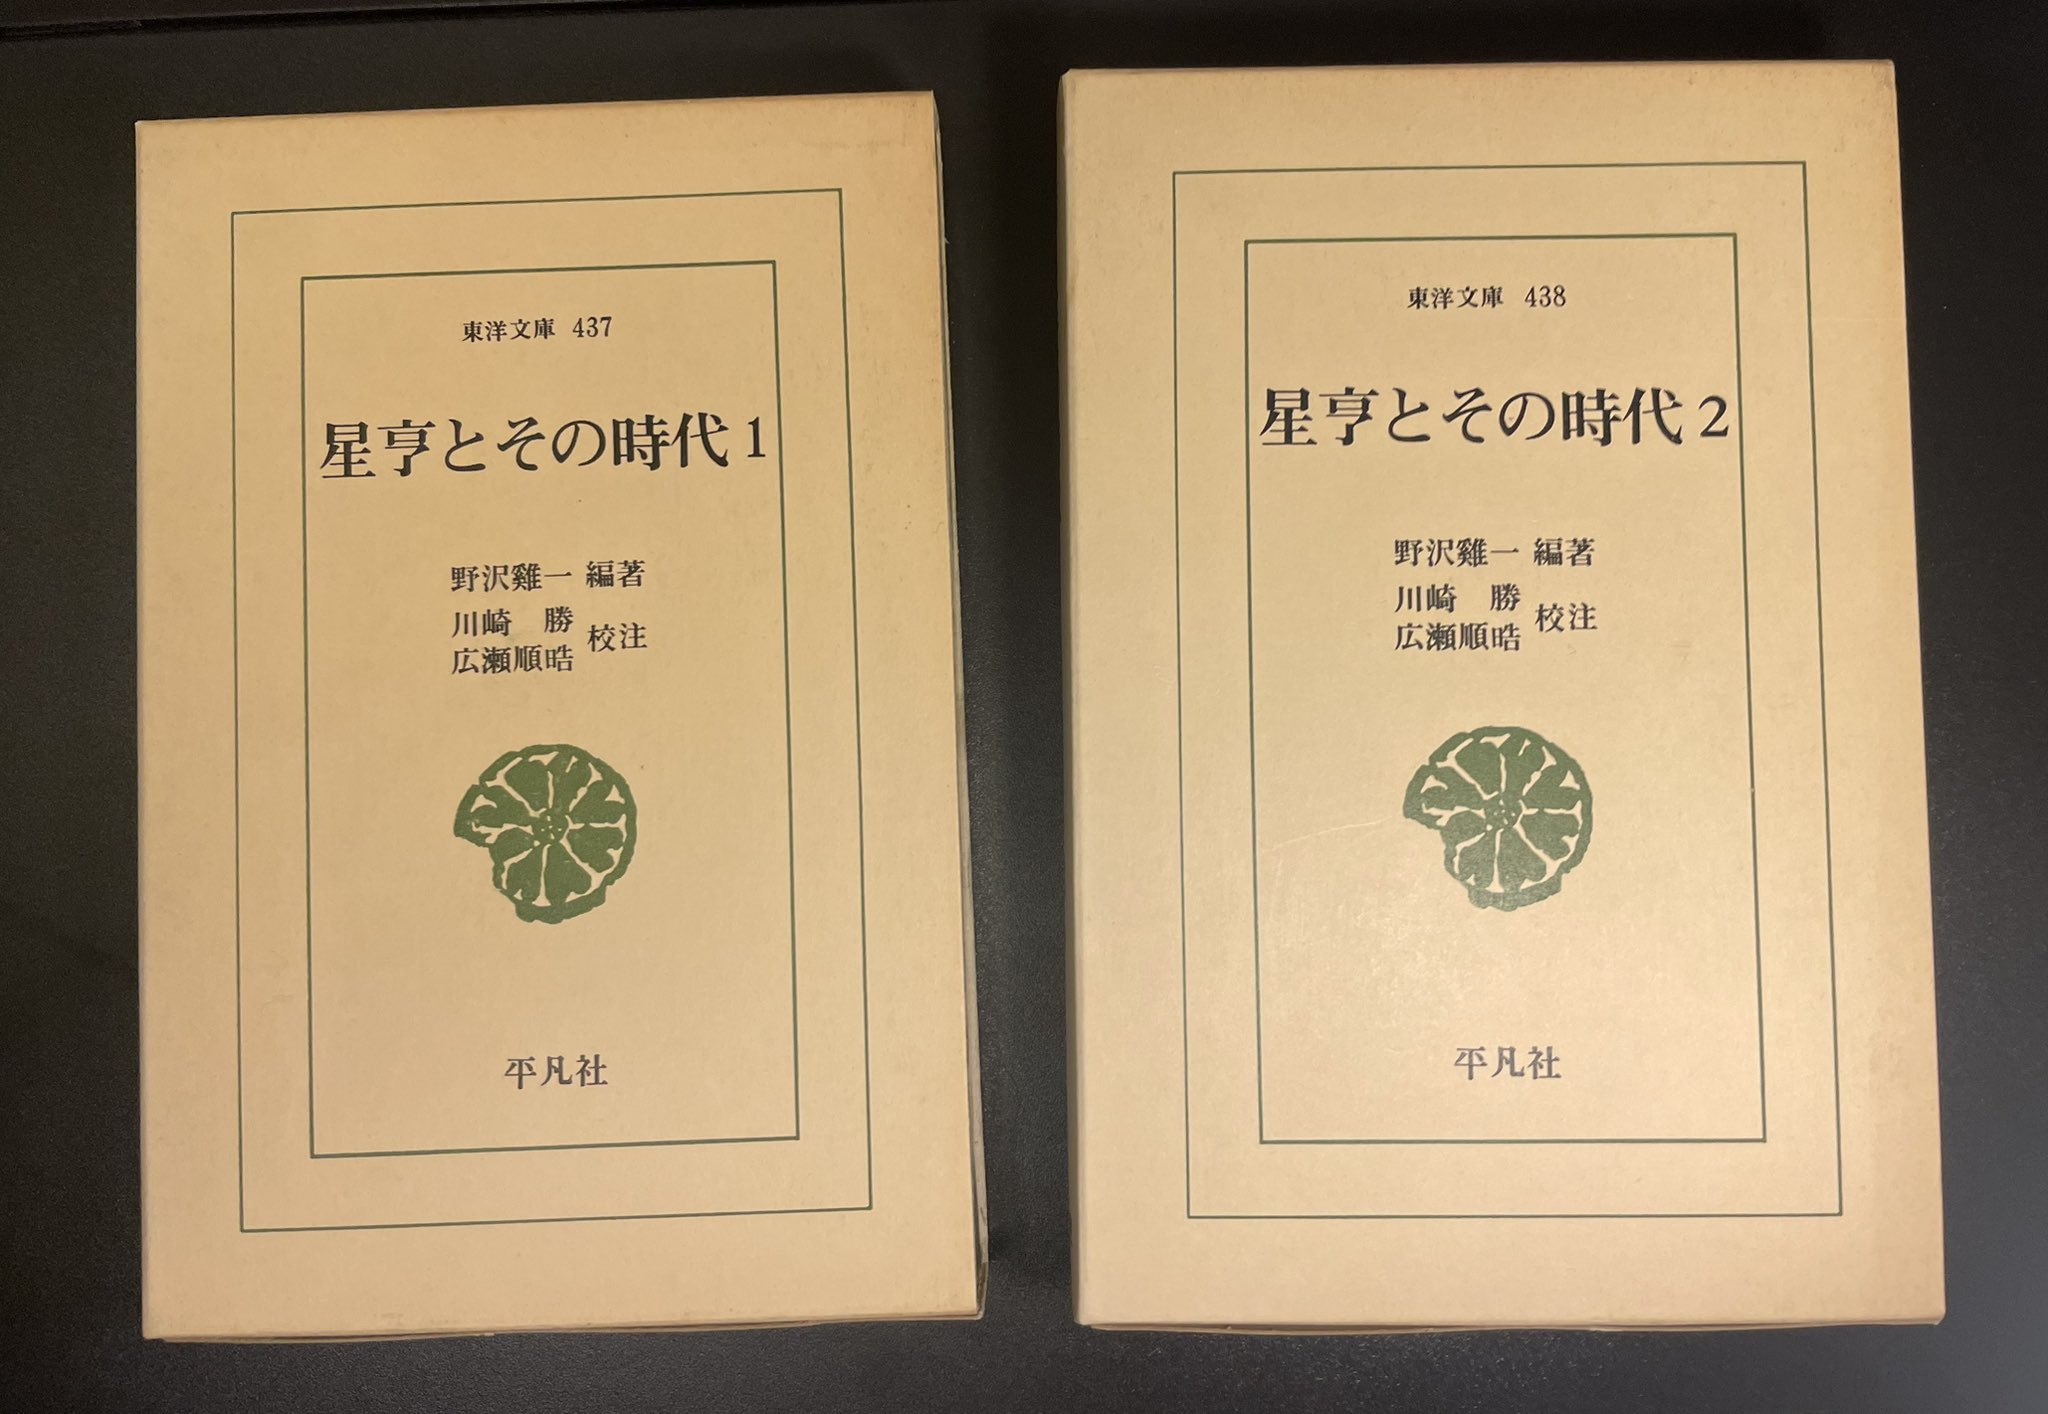 東洋文庫 437
星亨とその時代1
野沢雞一 編著
川崎 勝
広瀬順晧 校注
平凡社
東洋文庫 438
星亨とその時代2
野沢雞一 編著
川崎 勝
広瀬順晧 校注
平凡社